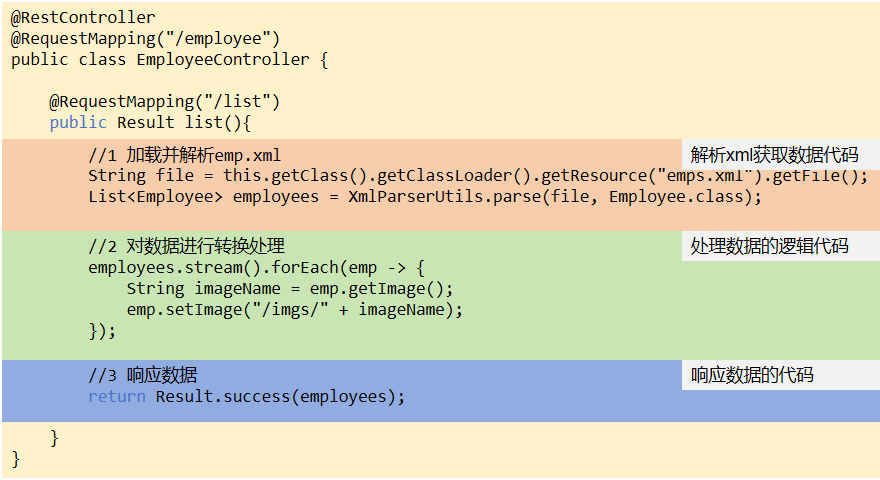 @RestController
@RequestMapping("/employee")
public class EmployeeController {
@RequestMapping("/list")
public Result list(){
//1 加载并解析emp.xml
解析xml获取数据代码
String file = this.getClass().getClassLoader().getResource("emps.xml").getFile();
List<Employee> employees = XmlParserUtils.parse(file, Employee.class);
//2 对数据进行转换处理
处理数据的逻辑代码
employees.stream().forEach(emp -> {
String imageName = emp.getImage();
emp.setImage("/imgs/" + imageName);
});
//3 响应数据
响应数据的代码
return Result.success(employees);
}
}